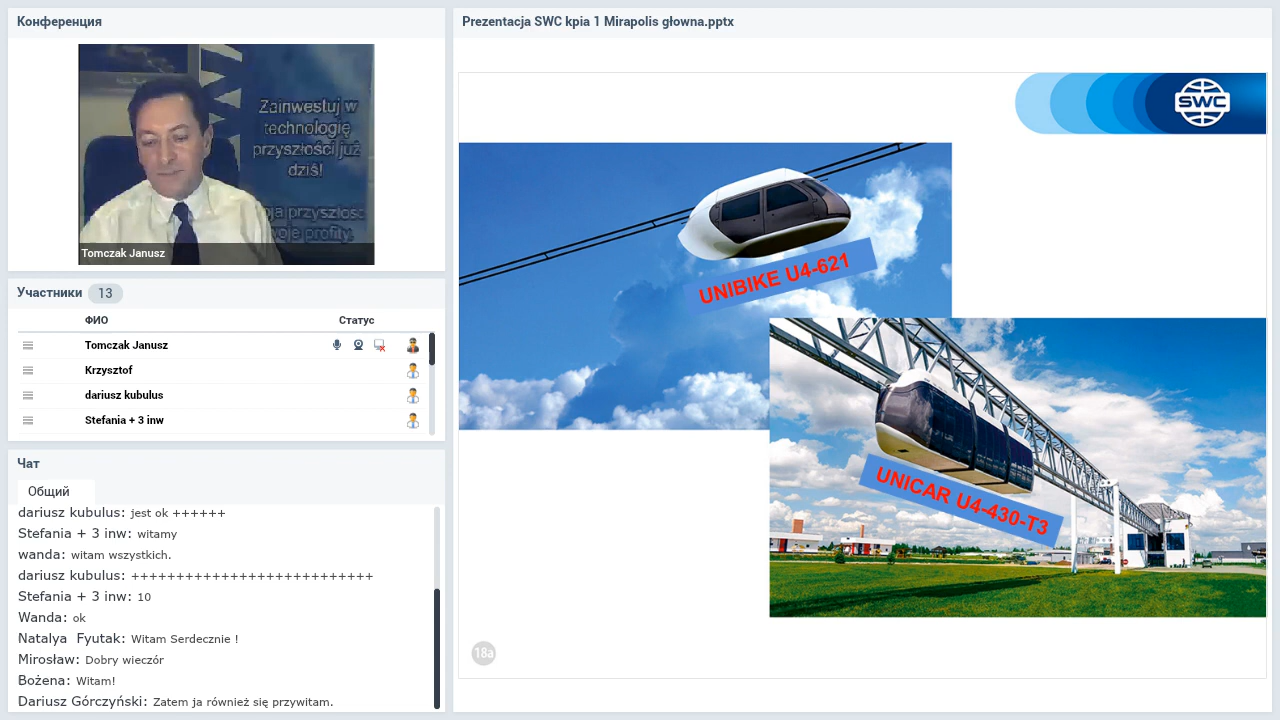 Конференция
Zainwestuj w
technologię
przyszłości już
dziś!
Tomczak Janusz
Участники 13
ФИО Статус
Tomczak Janusz
Krzysztof
dariusz kubulus
Stefania + 3 inw
Чат
Общий
dariusz kubulus: jest ok ++++++
Stefania + 3 inw: witamy
wanda: witam wszystkich.
dariusz kubulus: +++++++++++++++++++++++++++
Stefania + 3 inw: 10
Wanda: ok
Natalya Fyutak: Witam Serdecznie !
Mirosław: Dobry wieczór
Bożena: Witam!
Dariusz Górczyński: Zatem ja również się przywitam.
Prezentacja SWC kpia 1 Mirapolis głowna.pptx
SWC
UNIBIKE U4-621
UNICAR U4-430-T3
18a